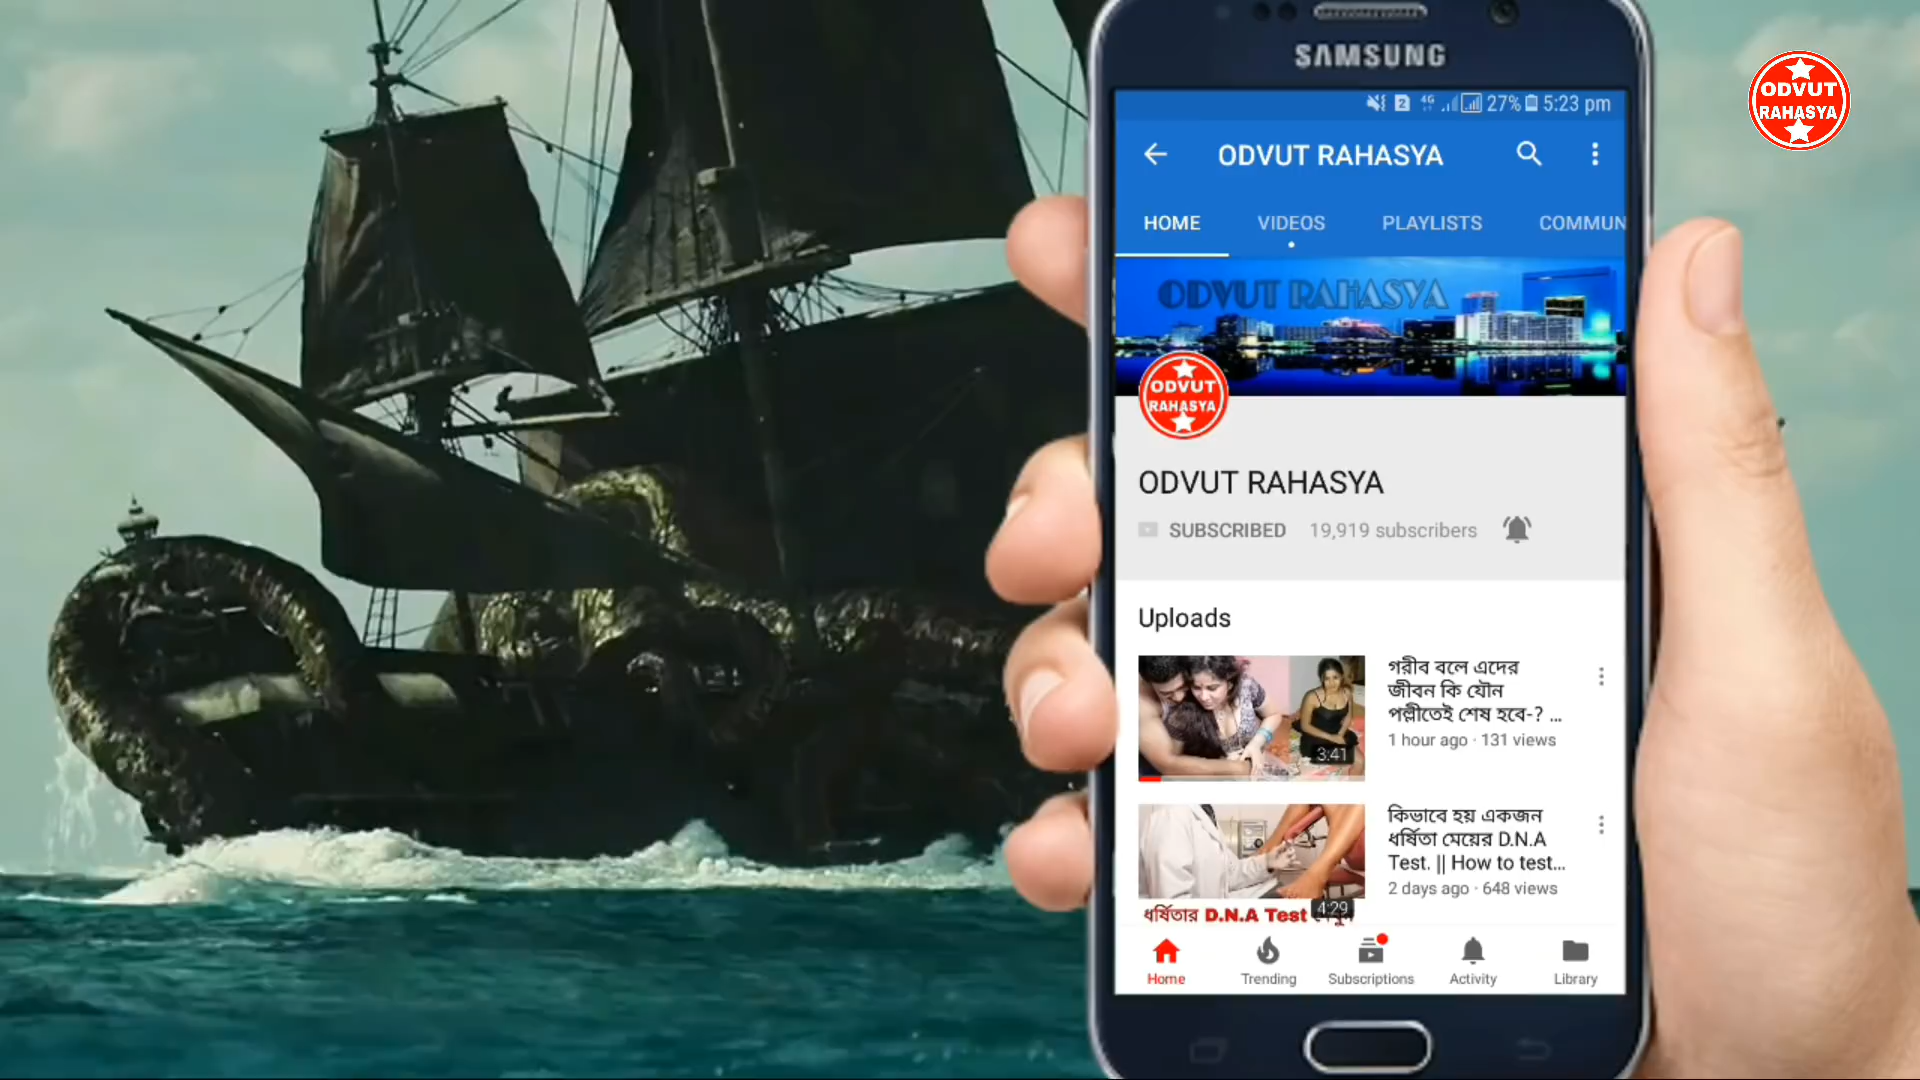 SAMSUNG
ODVUT
RAHASYA
4G 27% 5:23 pm
ODVUT RAHASYA
HOME VIDEOS PLAYLISTS COMMUN
ODVUT RAHASYA
ODVUT
RAHASYA
ODVUT RAHASYA
SUBSCRIBED 19,919 subscribers
Uploads
গরীব বলে এদের
জীবন কি যৌন
পল্লীতেই শেষ হবে-? ...
1 hour ago · 131 views
3:41
কিভাবে হয় একজন
ধর্ষিতা মেয়ের D.N.A
Test. || How to test...
2 days ago · 648 views
4:29
ধর্ষিতার D.N.A Test
Home Trending Subscriptions Activity Library